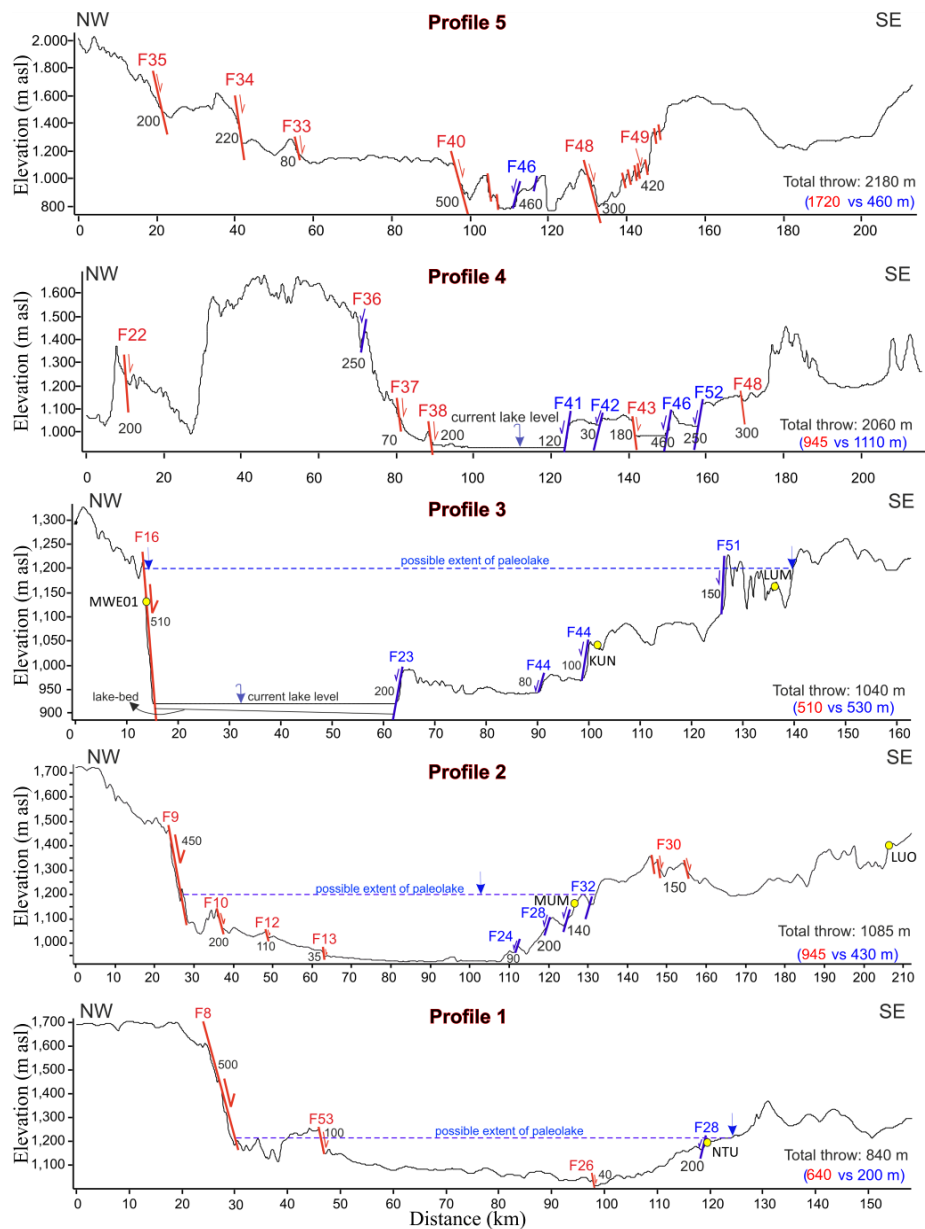 NW
Profile 5
SE
Elevation (m asl)
2.000
1.800
1.600
1.400
1.200
1.000
800
F35
200
F34
220
F33
80
F40
500
F46
460
F48
300
F49
420
Total throw: 2180 m
(1720 vs 460 m)
0 20 40 60 80 100 120 140 160 180 200
NW
Profile 4
SE
Elevation (m asl)
1.600
1.300
1.200
1.100
1.000
F22
200
F36
250
F37
70
F38
200
current lake level
F41
120
F42
30
F43
180
F46
460
F52
250
F48
300
Total throw: 2060 m
(945 vs 1110 m)
0 20 40 60 80 100 120 140 160 180 200
NW
Profile 3
SE
Elevation (m asl)
1,300
1,250
1,200
1,150
1,100
1,050
1,000
950
900
F16
possible extent of paleolake
MWE01
510
lake-bed
current lake level
F23
200
F44
80
F44
100
KUN
F51
150
LUM
Total throw: 1040 m
(510 vs 530 m)
0 10 20 30 40 50 60 70 80 90 100 110 120 130 140 150 160
NW
Profile 2
SE
Elevation (m asl)
1,700
1,600
1,500
1,400
1,300
1,200
1,100
1,000
F9
450
possible extent of paleolake
F10
200
F12
110
F13
35
F24
90
F28
200
MUM
F32
140
F30
150
LUO
Total throw: 1085 m
(945 vs 430 m)
0 10 20 30 40 50 60 70 80 90 100 110 120 130 140 150 160 170 180 190 200 210
NW
Profile 1
SE
Elevation (m asl)
1,700
1,600
1,500
1,400
1,300
1,200
1,100
F8
500
F53
100
possible extent of paleolake
F26
40
F28
200
NTU
Total throw: 840 m
(640 vs 200 m)
0 10 20 30 40 50 60 70 80 90 100 110 120 130 140 150
Distance (km)